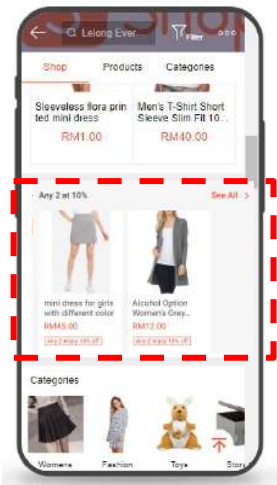 Shop
Lelong Ever
Filter
Shop Products Categories
Sleeveless flora prin
ted mini dress
RM1.00
Men's T-Shirt Short
Sleeve Slim Fit 10...
RM40.00
Any 2 at 10%
See All >
mini dress for girls
with different color
RM45.00
Any 2 enjoy 10% off
Alcohol Option
Women's Grey...
RM12.00
Any 2 enjoy 10% off
Categories
Womens Fashion Toys Stora